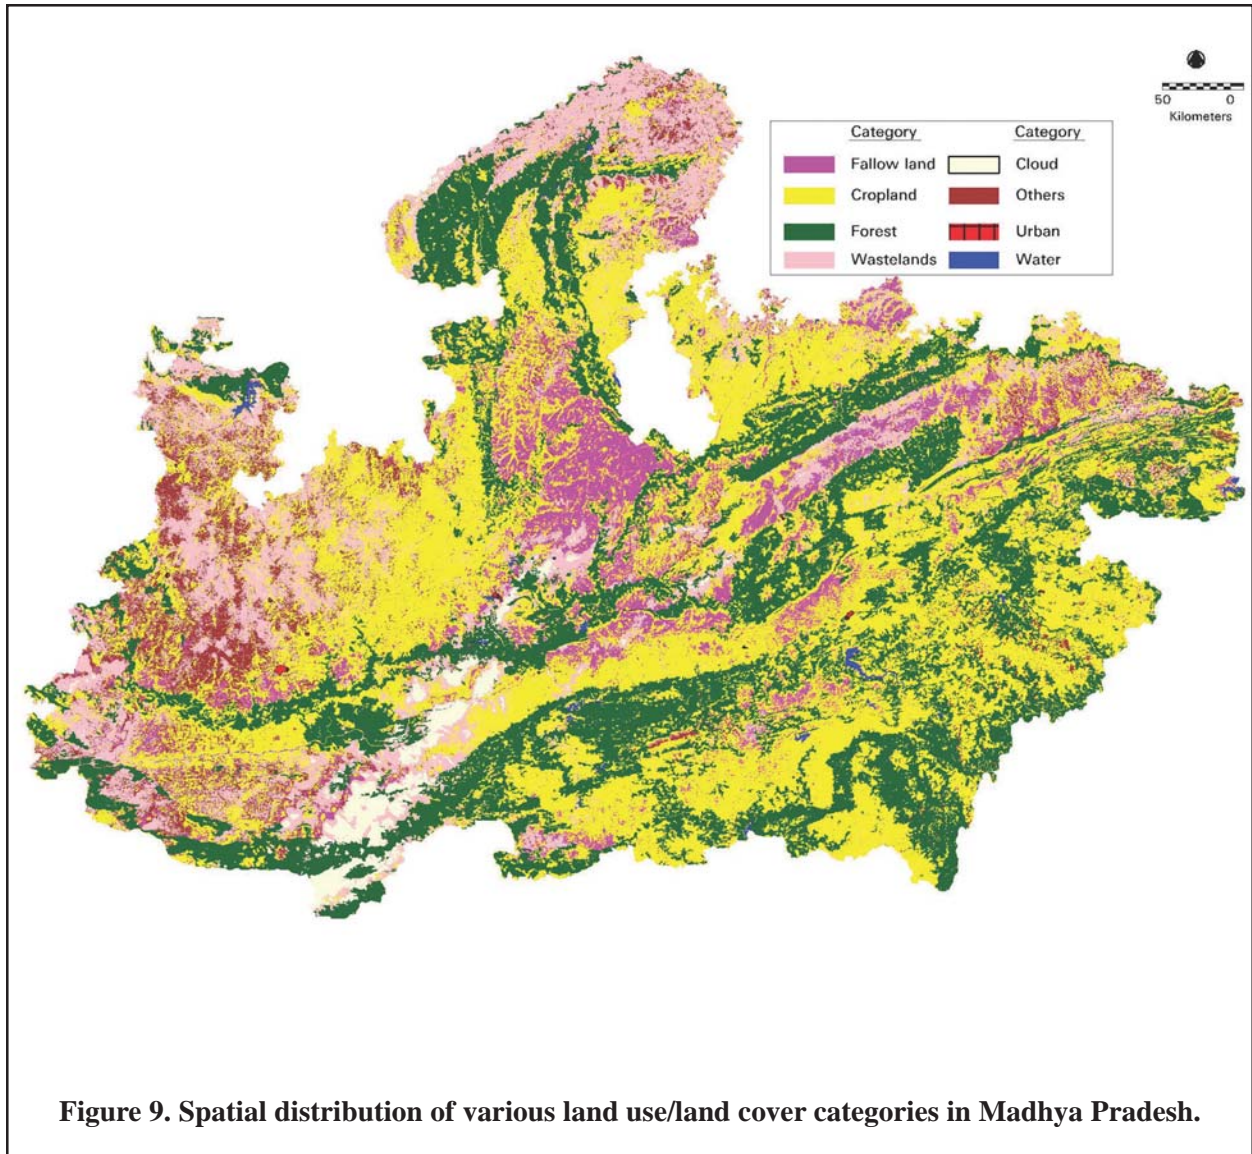 50 0
Kilometers
Category Category
Fallow land Cloud
Cropland Others
Forest Urban
Wastelands Water
Figure 9. Spatial distribution of various land use/land cover categories in Madhya Pradesh.